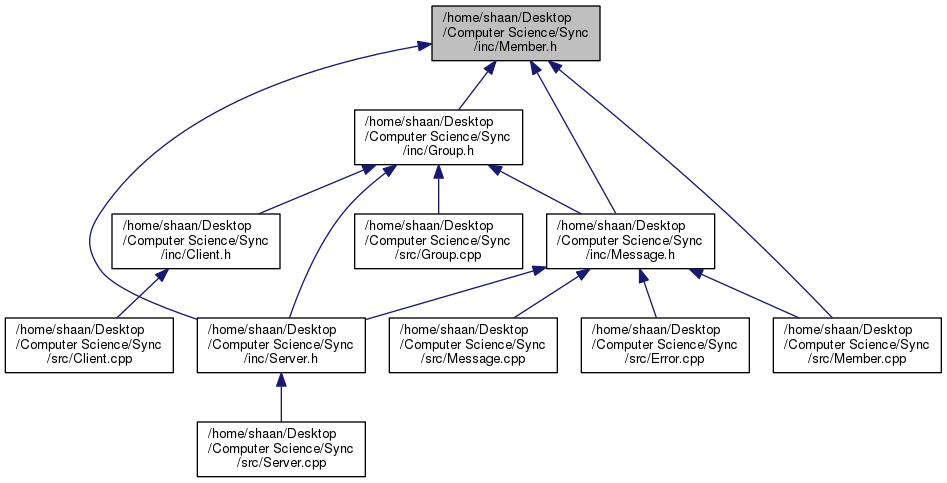 /home/shaan/Desktop
/Computer Science/Sync
/inc/Member.h
/home/shaan/Desktop
/Computer Science/Sync
/inc/Group.h
/home/shaan/Desktop
/Computer Science/Sync
/inc/Client.h
/home/shaan/Desktop
/Computer Science/Sync
/src/Group.cpp
/home/shaan/Desktop
/Computer Science/Sync
/inc/Message.h
/home/shaan/Desktop
/Computer Science/Sync
/src/Client.cpp
/home/shaan/Desktop
/Computer Science/Sync
/inc/Server.h
/home/shaan/Desktop
/Computer Science/Sync
/src/Message.cpp
/home/shaan/Desktop
/Computer Science/Sync
/src/Error.cpp
/home/shaan/Desktop
/Computer Science/Sync
/src/Member.cpp
/home/shaan/Desktop
/Computer Science/Sync
/src/Server.cpp